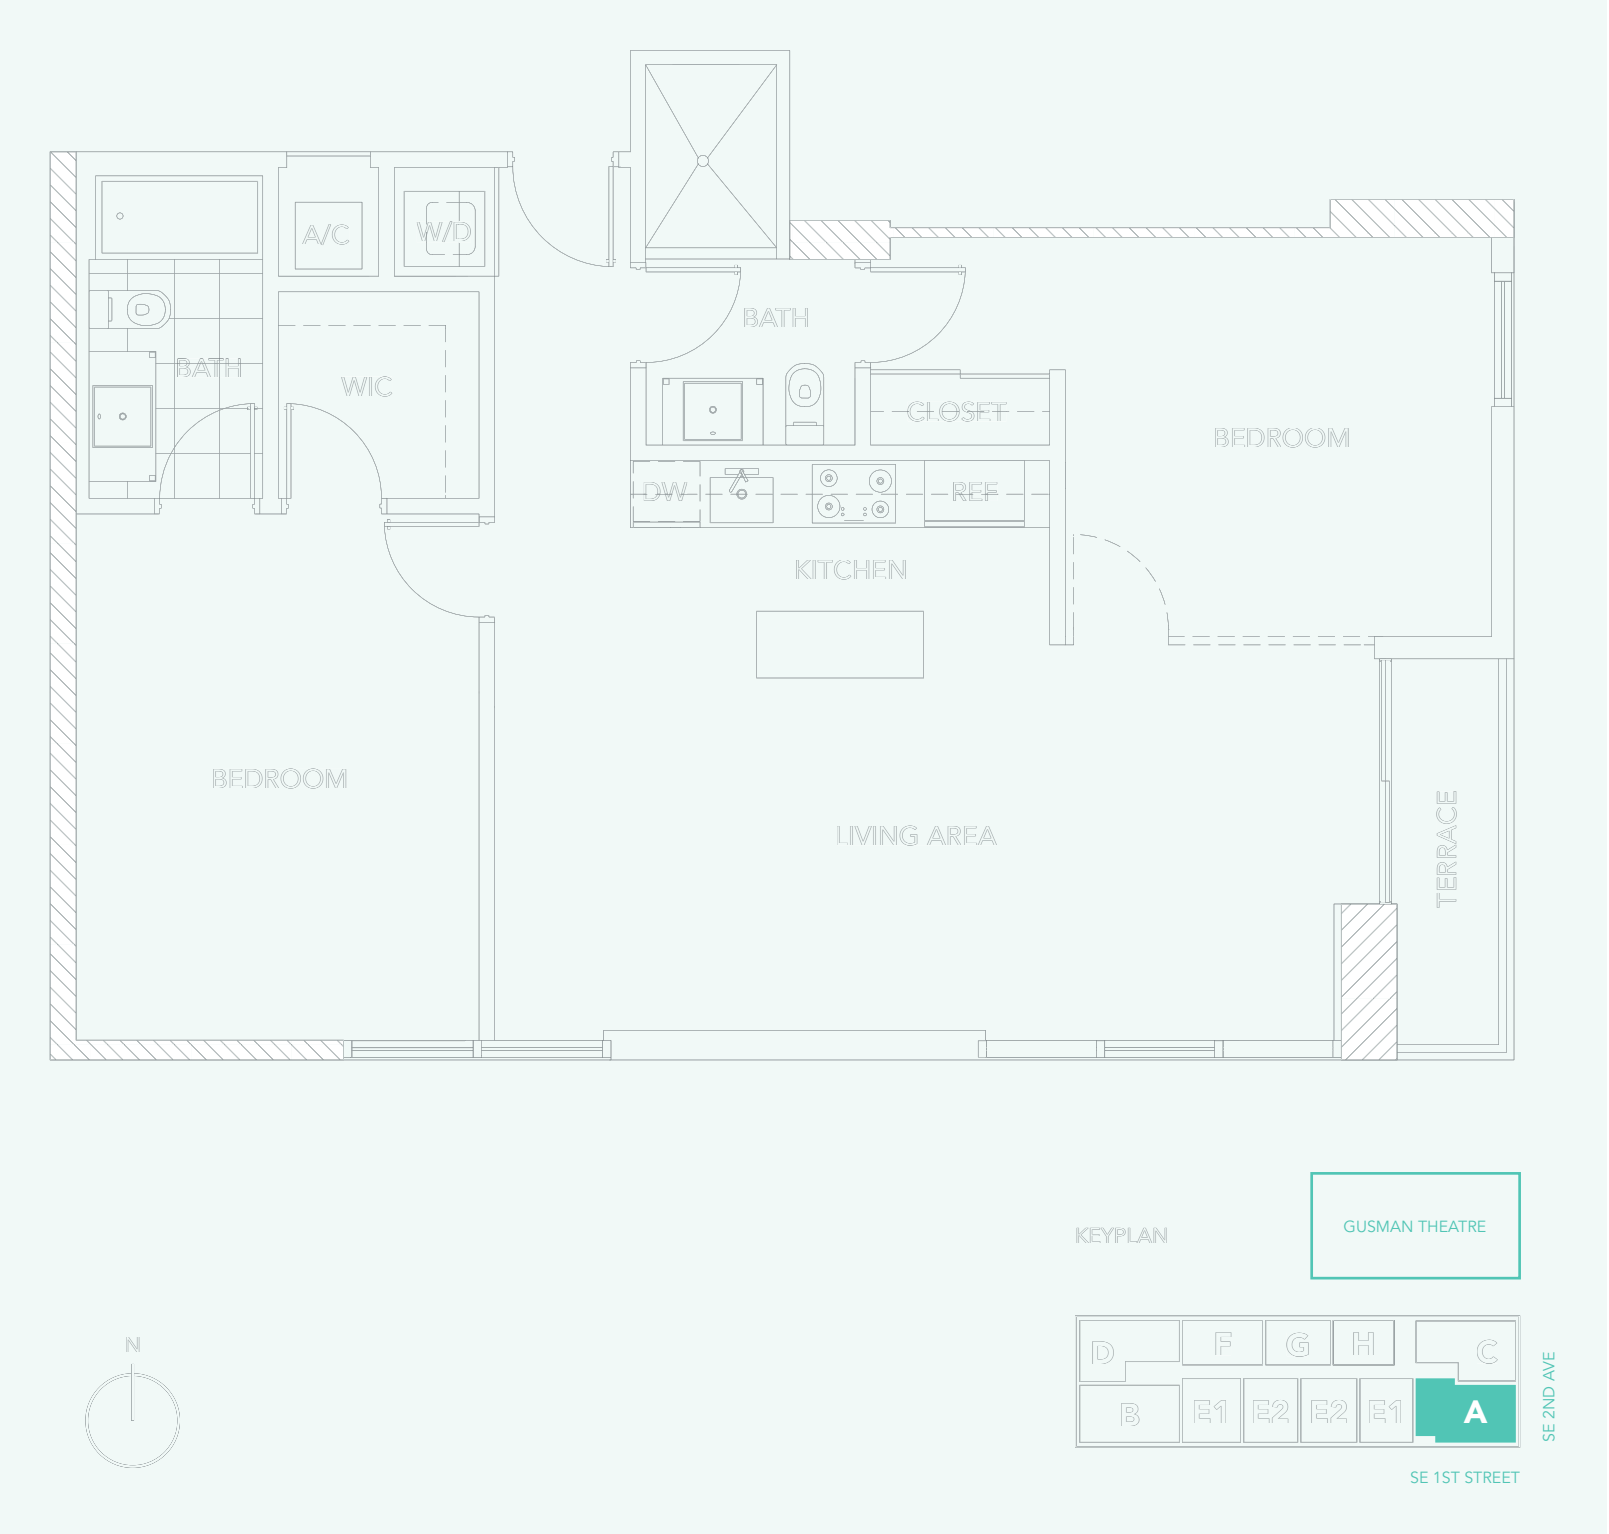 A/C
W/D
BATH
BATH
WIC
CLOSET
BEDROOM
DW
REF
KITCHEN
BEDROOM
LIVING AREA
TERRACE
KEYPLAN
GUSMAN THEATRE
N
D
F
G
H
C
B
E1
E2
E2
E1
A
SE 2ND AVE
SE 1ST STREET